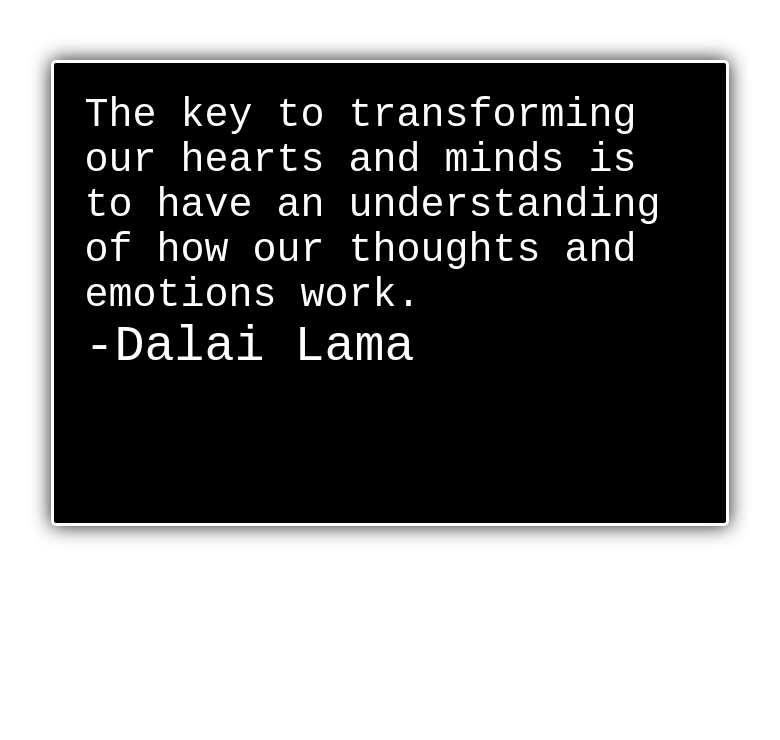 The key to transforming
our hearts and minds is
to have an understanding
of how our thoughts and
emotions work.
-Dalai Lama